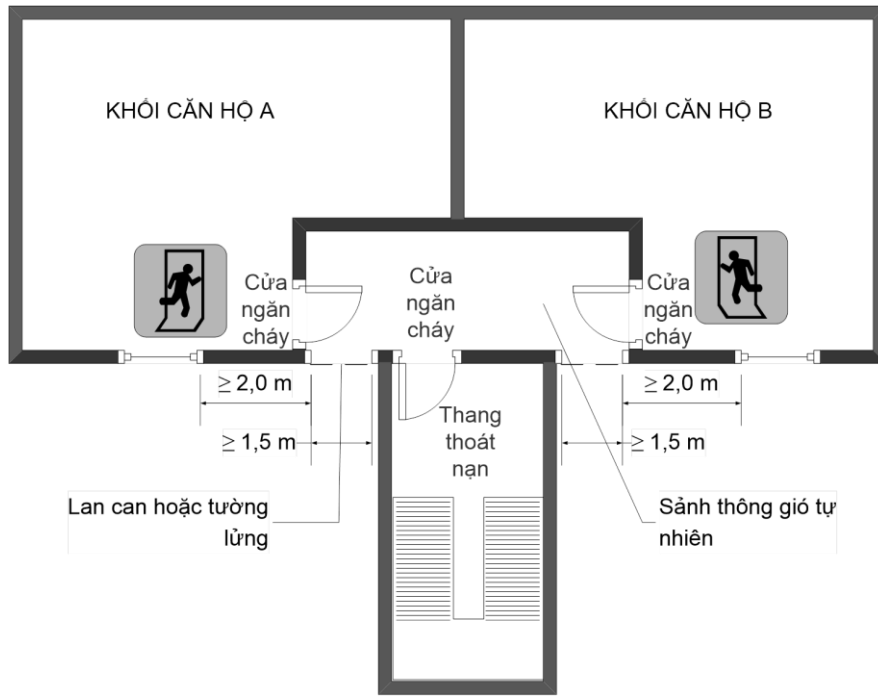 KHỐI CĂN HỘ A
KHỐI CĂN HỘ B
Cửa
ngăn
cháy
Cửa
ngăn
cháy
Cửa
ngăn
cháy
≥ 2,0 m
≥ 2,0 m
Thang
thoát
nạn
≥ 1,5 m
≥ 1,5 m
Lan can hoặc tường
lửng
Sảnh thông gió tự
nhiên